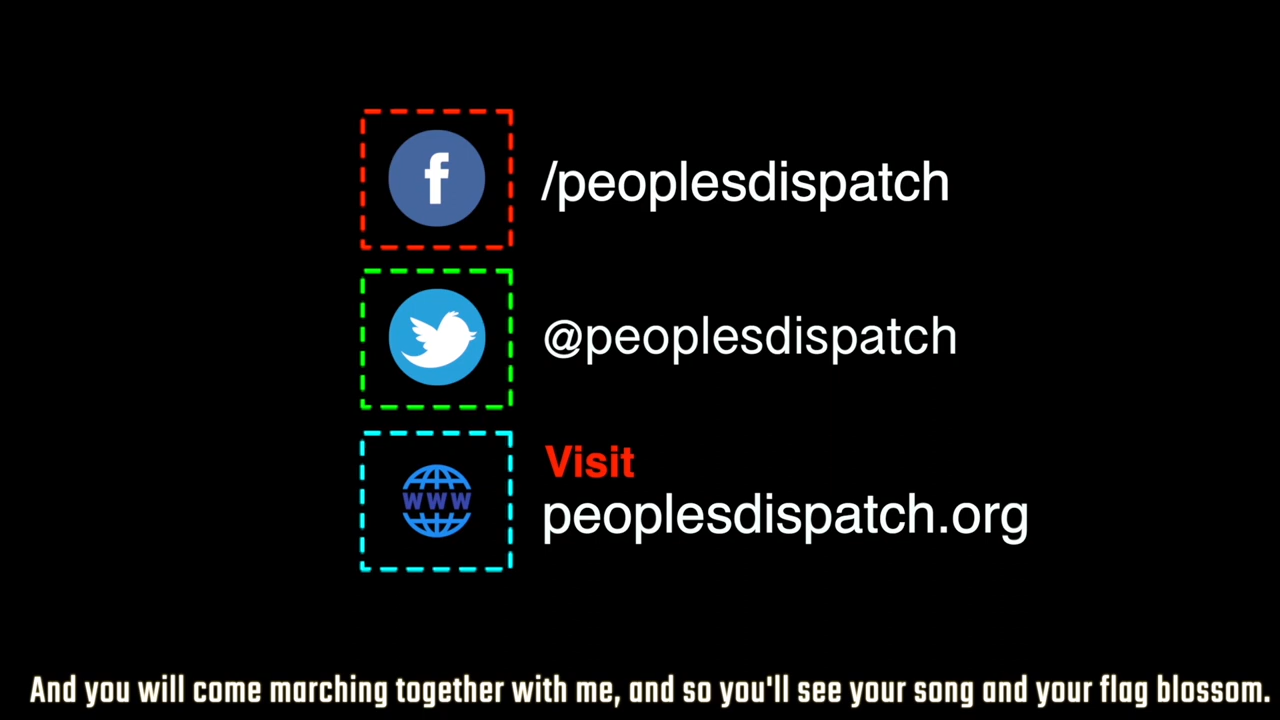 f
/peoplesdispatch
@peoplesdispatch
Visit
www
peoplesdispatch.org
And you will come marching together with me, and so you'll see your song and your flag blossom.